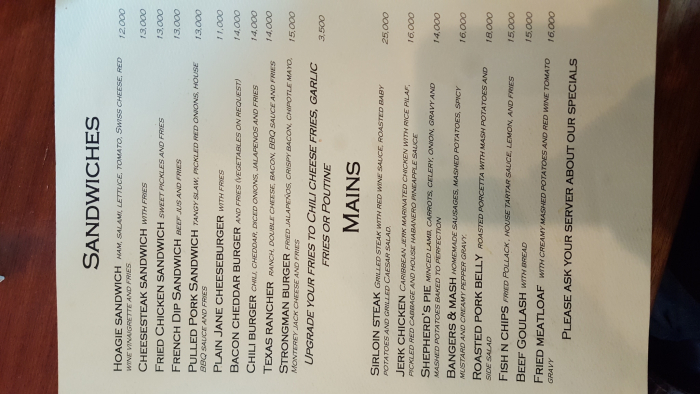 SANDWICHES
HOAGIE SANDWICH HAM, SALAMI, LETTUCE, TOMATO, SWISS CHEESE, RED 12,000
WINE VINAIGRETTE AND FRIES
CHEESESTEAK SANDWICH WITH FRIES 13,000
FRIED CHICKEN SANDWICH SWEET PICKLES AND FRIES 13,000
FRENCH DIP SANDWICH BEEF JUS AND FRIES 13,000
PULLED PORK SANDWICH TANGY SLAW, PICKLED RED ONIONS, HOUSE 13,000
BBQ SAUCE AND FRIES
PLAIN JANE CHEESEBURGER WITH FRIES 11,000
BACON CHEDDAR BURGER AND FRIES (VEGETABLES ON REQUEST) 14,000
CHILI BURGER CHILI, CHEDDAR, DICED ONIONS, JALAPENOS AND FRIES 14,000
TEXAS RANCHER RANCH, DOUBLE CHEESE, BACON, BBQ SAUCE AND FRIES 14,000
STRONGMAN BURGER FRIED JALAPEÑOS, CRISPY BACON, CHIPOTLE MAYO, 15,000
MONTEREY JACK CHEESE AND FRIES
UPGRADE YOUR FRIES TO CHILI CHEESE FRIES, GARLIC 3,500
FRIES OR POUTINE
MAINS
SIRLOIN STEAK GRILLED STEAK WITH RED WINE SAUCE, ROASTED BABY 25,000
POTATOES AND GRILLED CAESAR SALAD
JERK CHICKEN CARIBBEAN JERK MARINATED CHICKEN WITH RICE PILAF, 16,000
PICKLED RED CABBAGE AND HOUSE HABANERO PINEAPPLE SAUCE
SHEPHERD'S PIE MINCED LAMB, CARROTS, CELERY, ONION, GRAVY AND 14,000
MASHED POTATOES BAKED TO PERFECTION
BANGERS & MASH HOMEMADE SAUSAGES, MASHED POTATOES, SPICY 16,000
MUSTARD AND CREAMY PEPPER GRAVY
ROASTED PORK BELLY ROASTED PORCETTA WITH MASH POTATOES AND 18,000
SIDE SALAD
FISH N CHIPS FRIED POLLACK, HOUSE TARTAR SAUCE, LEMON, AND FRIES 15,000
BEEF GOULASH WITH BREAD 15,000
FRIED MEATLOAF WITH CREAMY MASHED POTATOES AND RED WINE TOMATO 16,000
GRAVY
PLEASE ASK YOUR SERVER ABOUT OUR SPECIALS